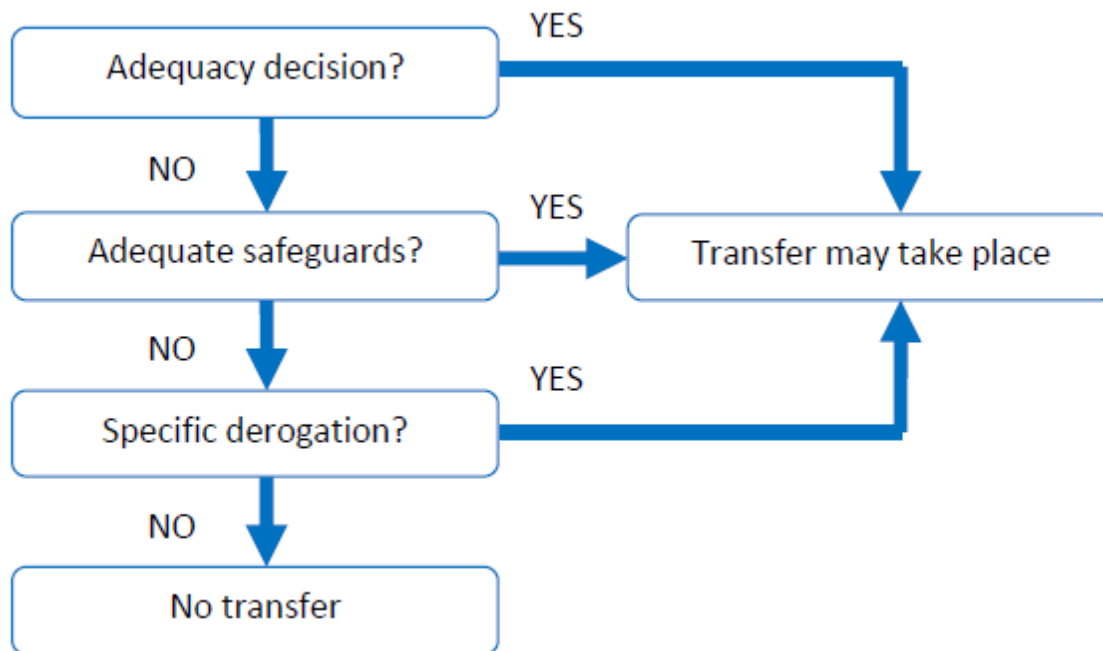 YES
Adequacy decision?
NO
YES
Adequate safeguards?
Transfer may take place
NO
YES
Specific derogation?
NO
No transfer